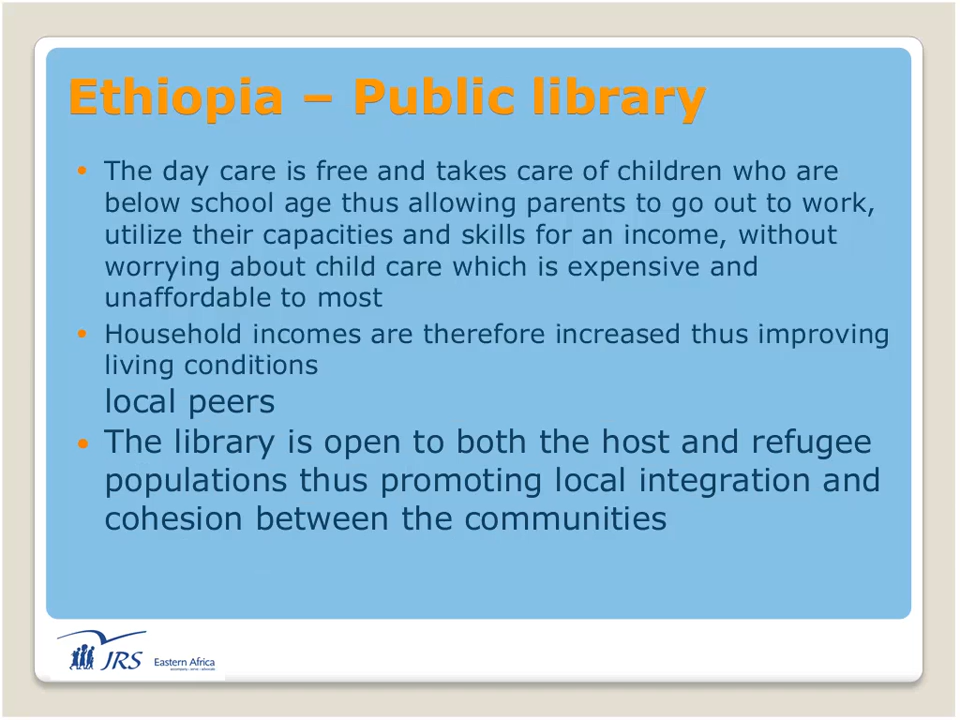 Ethiopia – Public library
• The day care is free and takes care of children who are
below school age thus allowing parents to go out to work,
utilize their capacities and skills for an income, without
worrying about child care which is expensive and
unaffordable to most
• Household incomes are therefore increased thus improving
living conditions
local peers
• The library is open to both the host and refugee
populations thus promoting local integration and
cohesion between the communities
JRS Eastern Africa